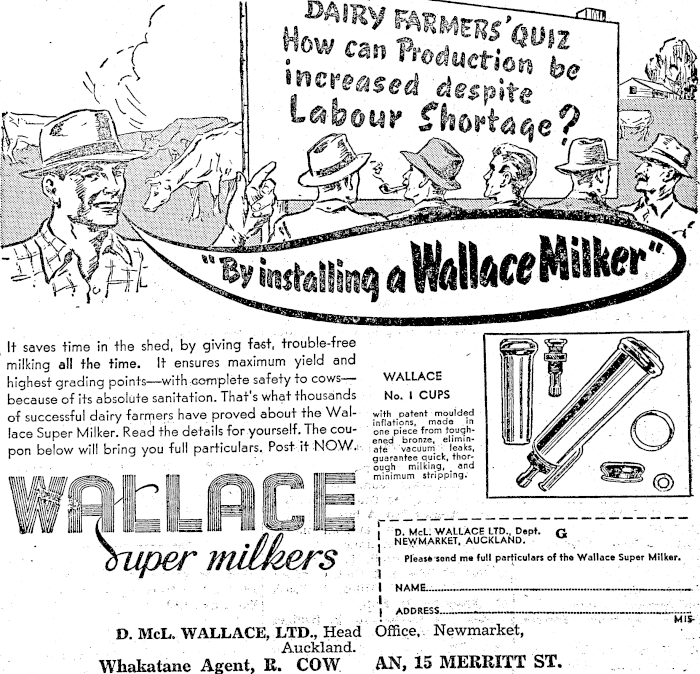 DAIRY FARMERS' QUIZ
How can Production be
increased despite
Labour Shortage?
"By installing a Wallace Milker"
It saves time in the shed, by giving fast, trouble-free
milking all the time. It ensures maximum yield and
highest grading points—with complete safety to cows—
because of its absolute sanitation. That's what thousands
of successful dairy farmers have proved about the Wal-
lace Super Milker. Read the details for yourself. The cou-
pon below will bring you full particulars. Post it NOW.
WALLACE
No. 1 CUPS
with patent moulded
inflations, made in
one piece from tough-
ened bronze, elimin-
ate vacuum leaks,
guarantee quick, thor-
ough milking, and
minimum stripping.
WALLACE
Super milkers
D. McL. WALLACE LTD., Dept. G
NEWMARKET, AUCKLAND.
Please send me full particulars of the Wallace Super Milker.
NAME
ADDRESS
MIS
D. McL. WALLACE, LTD., Head Office, Newmarket,
Auckland.
Whakatane Agent, R. COW AN, 15 MERRITT ST.